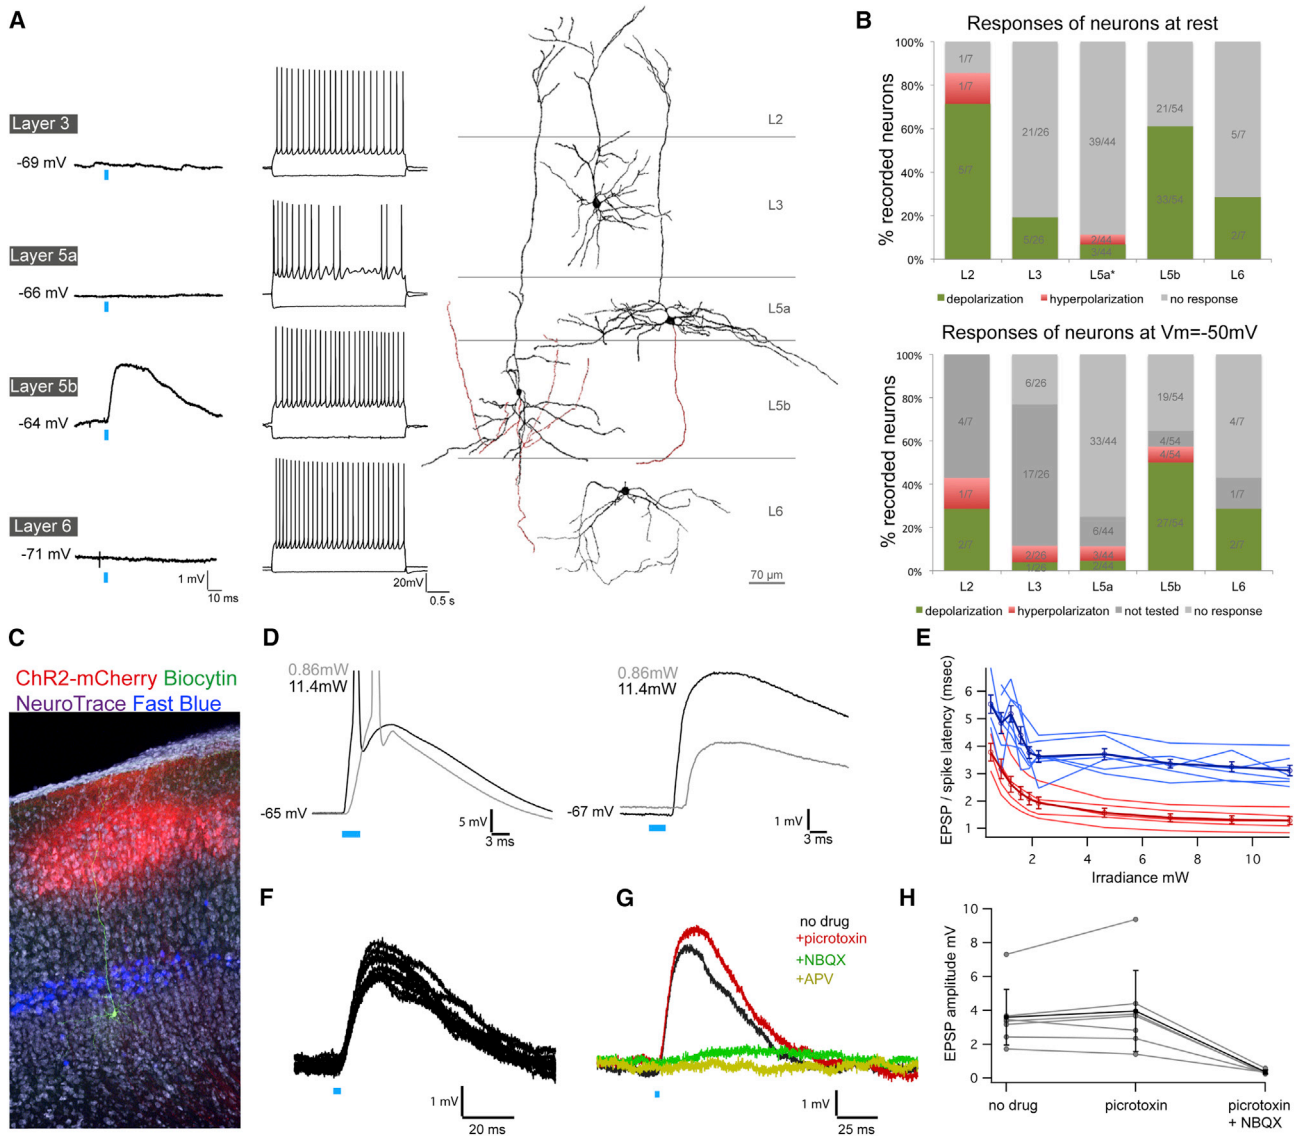 A
Layer 3
-69 mV
Layer 5a
-66 mV
Layer 5b
-64 mV
Layer 6
-71 mV
1 mV
10 ms
20mV
0.5 s
L2
L3
L5a
L5b
L6
70 µm
B
Responses of neurons at rest
% recorded neurons
100%
80%
60%
40%
20%
0%
1/7
1/7
5/7
21/26
5/26
39/44
2/44
3/44
21/54
33/54
5/7
2/7
L2 L3 L5a* L5b L6
depolarization hyperpolarization no response
Responses of neurons at Vm=-50mV
% recorded neurons
100%
80%
60%
40%
20%
0%
4/7
1/7
2/7
6/26
17/26
2/26
1/26
33/44
6/44
3/44
2/44
19/54
4/54
4/54
27/54
4/7
1/7
2/7
L2 L3 L5a L5b L6
depolarization hyperpolarizaton not tested no response
C
ChR2-mCherry Biocytin
NeuroTrace Fast Blue
D
0.86mW
11.4mW
-65 mV
5 mV
3 ms
0.86mW
11.4mW
-67 mV
1 mV
3 ms
E
EPSP / spike latency (msec)
6
5
4
3
2
1
2 4 6 8 10
Irradiance mW
F
1 mV
20 ms
G
no drug
+picrotoxin
+NBQX
+APV
1 mV
25 ms
H
EPSP amplitude mV
10
8
6
4
2
0
no drug picrotoxin picrotoxin
+ NBQX